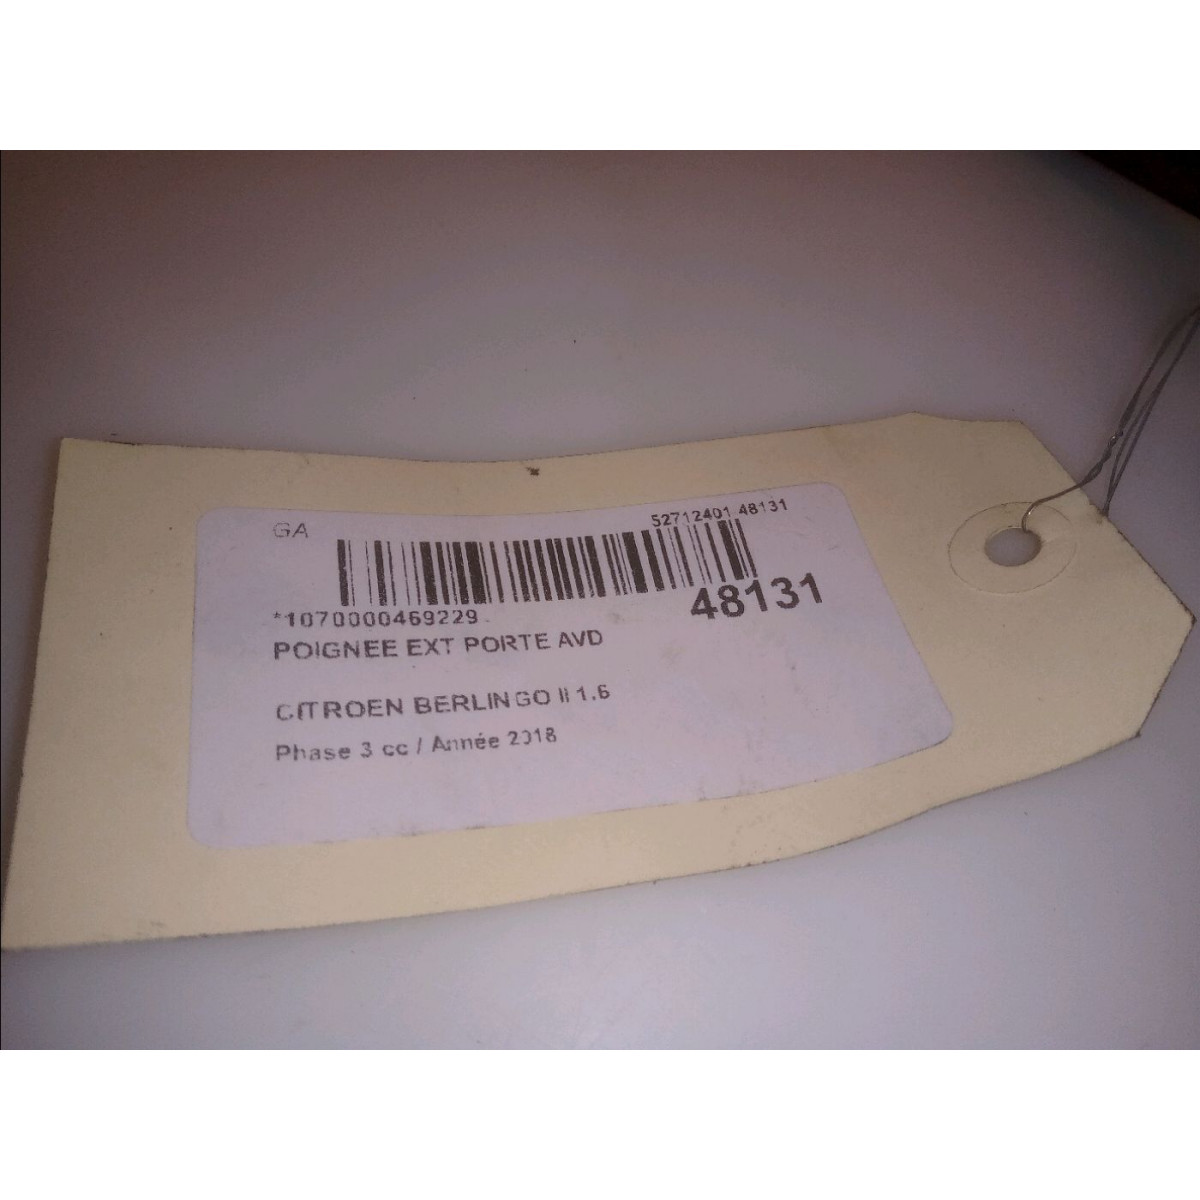 GA
52712401 48131
*1070000469229
48131
POIGNEE EXT PORTE AVD
CITROEN BERLINGO II 1.6
Phase 3 cc / Année 2018